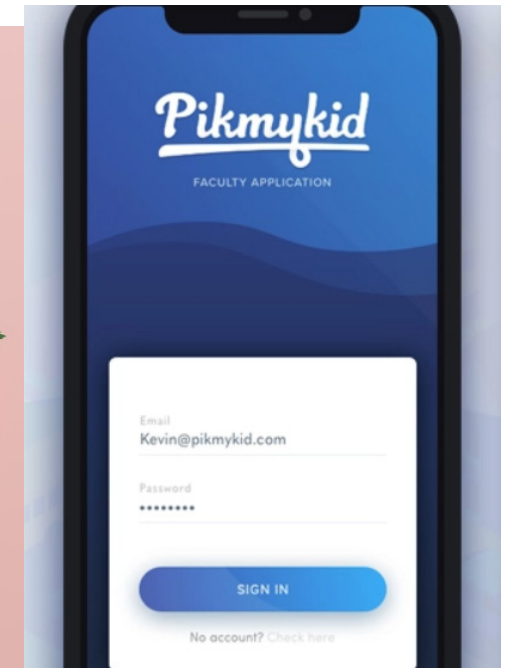 Pikmykid
FACULTY APPLICATION
Email
Kevin@pikmykid.com
Password
••••••••
SIGN IN
No account? Check here